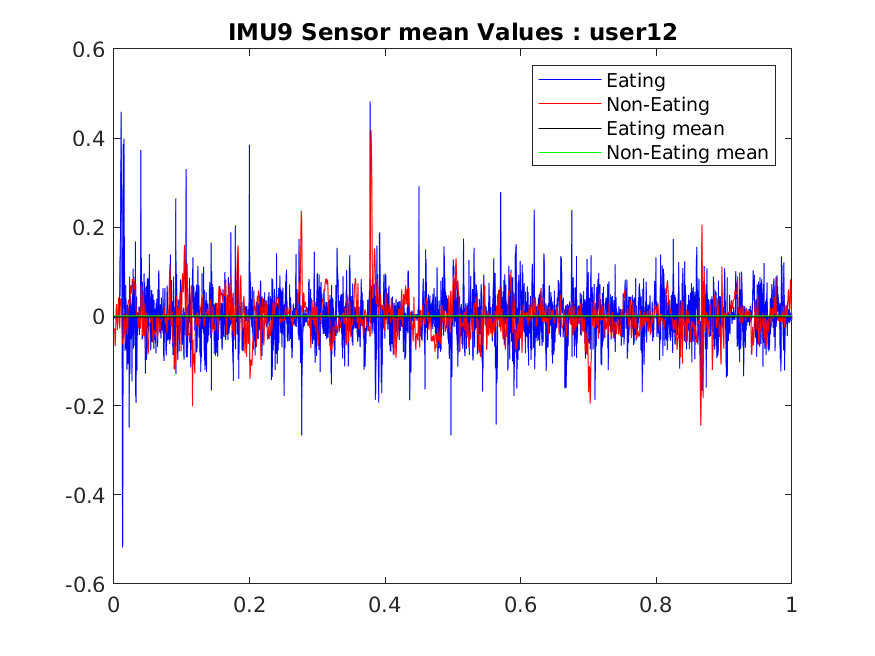 IMU9 Sensor mean Values : user12
0.6
Eating
Non-Eating
Eating mean
Non-Eating mean
0.4
0.2
0
-0.2
-0.4
-0.6
0 0.2 0.4 0.6 0.8 1